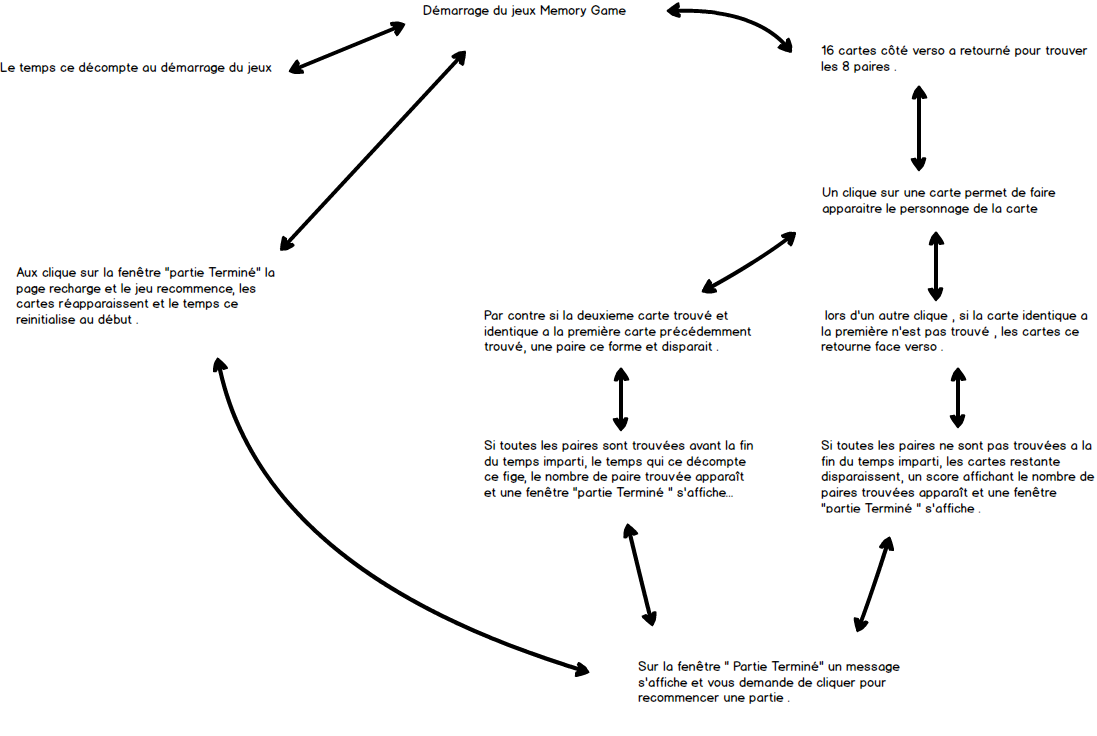 Démarrage du jeux Memory Game
Le temps ce décompte au démarrage du jeux
16 cartes côté verso a retourné pour trouver
les 8 paires .
Un clique sur une carte permet de faire
apparaitre le personnage de la carte
Aux clique sur la fenêtre "partie Terminé" la
page recharge et le jeu recommence, les
cartes réapparaissent et le temps ce
reinitialise au début .
Par contre si la deuxieme carte trouvé et
identique a la première carte précédemment
trouvé, une paire ce forme et disparait .
lors d'un autre clique , si la carte identique a
la première n'est pas trouvé , les cartes ce
retourne face verso .
Si toutes les paires sont trouvées avant la fin
du temps imparti, le temps qui ce décompte
ce fige, le nombre de paire trouvée apparaît
et une fenêtre "partie Terminé " s'affiche...
Si toutes les paires ne sont pas trouvées a la
fin du temps imparti, les cartes restante
disparaissent, un score affichant le nombre de
paires trouvées apparaît et une fenêtre
"partie Terminé " s'affiche .
Sur la fenêtre " Partie Terminé" un message
s'affiche et vous demande de cliquer pour
recommencer une partie .